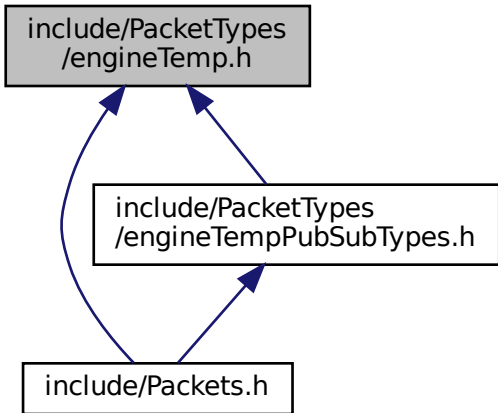 include/PacketTypes
/engineTemp.h
include/PacketTypes
/engineTempPubSubTypes.h
include/Packets.h